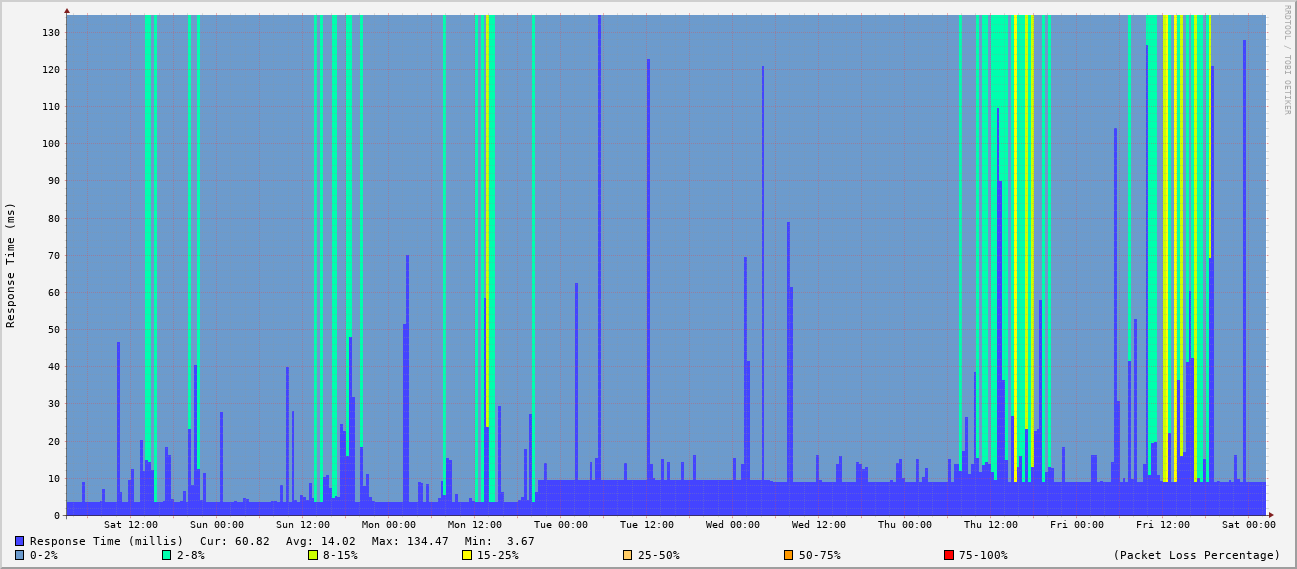 RRDTOOL / TOBI OETIKER
Response Time (ms)
130
120
110
100
90
80
70
60
50
40
30
20
10
0
Sat 12:00 Sun 00:00 Sun 12:00 Mon 00:00 Mon 12:00 Tue 00:00 Tue 12:00 Wed 00:00 Wed 12:00 Thu 00:00 Thu 12:00 Fri 00:00 Fri 12:00 Sat 00:00
Response Time (millis) Cur: 60.82 Avg: 14.02 Max: 134.47 Min: 3.67
0-2% 2-8% 8-15% 15-25% 25-50% 50-75% 75-100% (Packet Loss Percentage)